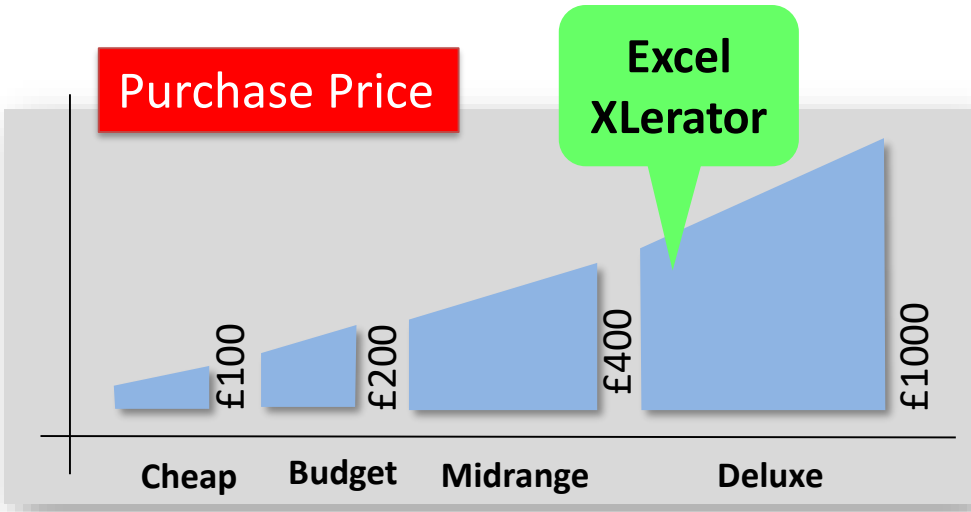 Purchase Price
Excel
XLerator
£100
£200
£400
£1000
Cheap
Budget
Midrange
Deluxe